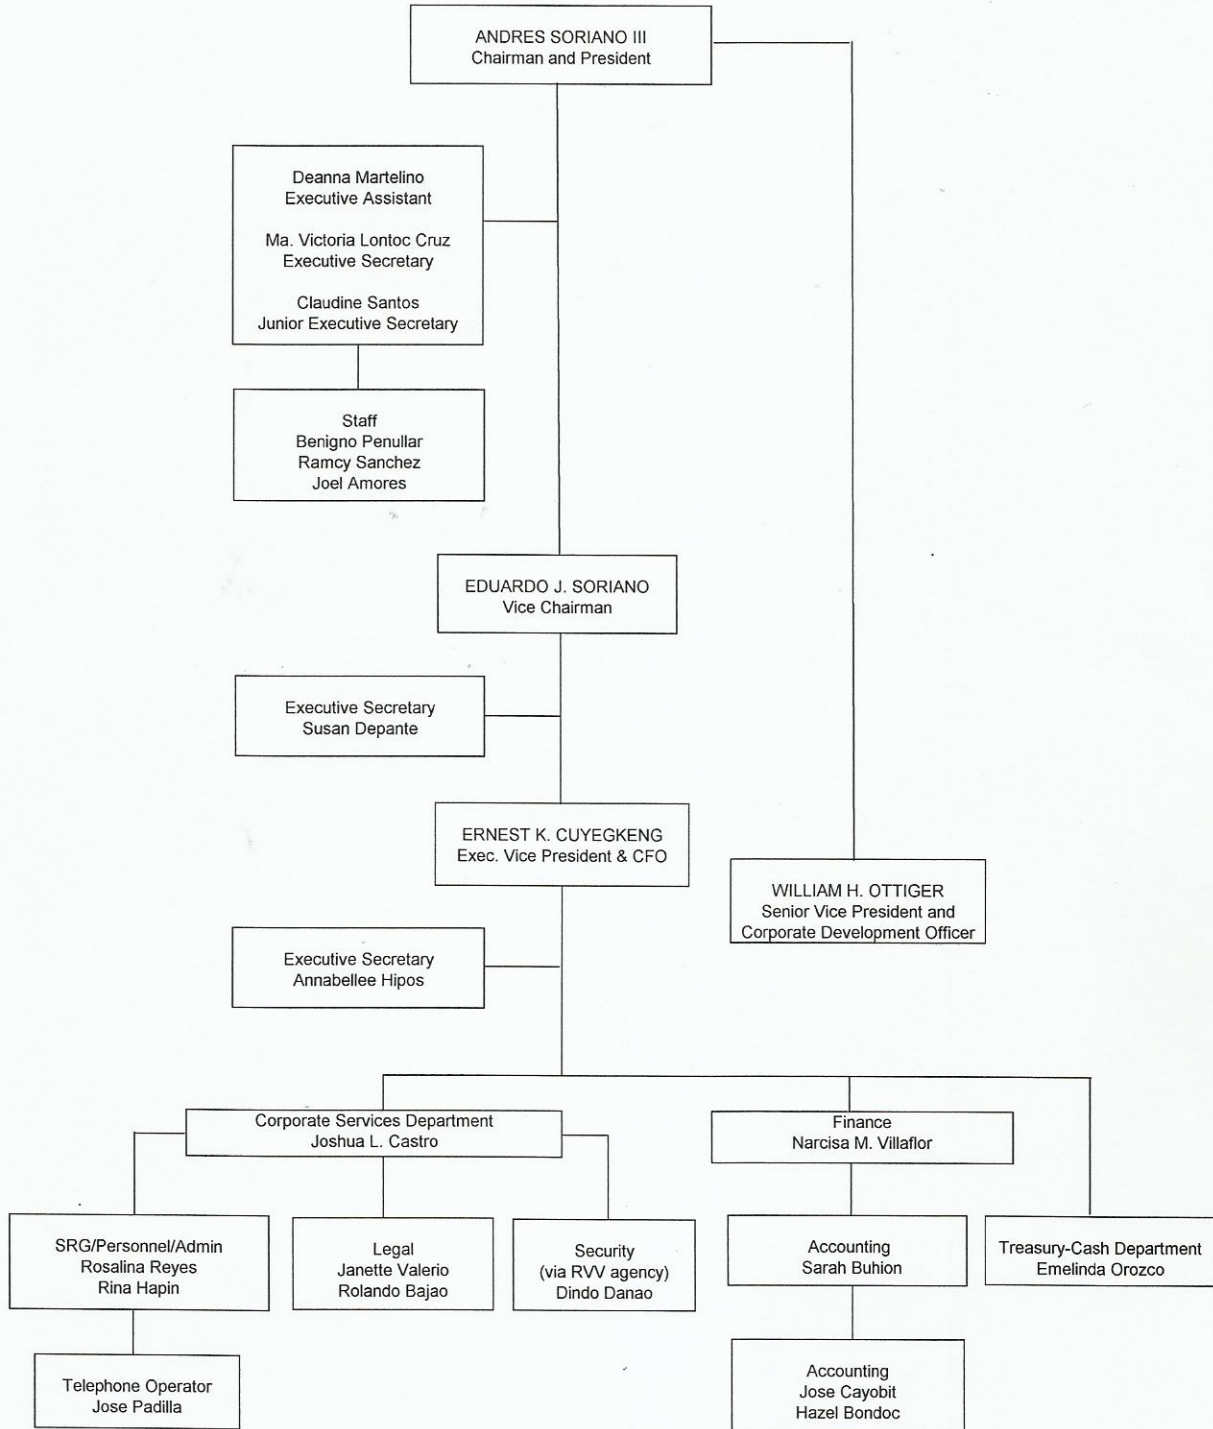 ANDRES SORIANO III
Chairman and President
Deanna Martelino
Executive Assistant
Ma. Victoria Lontoc Cruz
Executive Secretary
Claudine Santos
Junior Executive Secretary
Staff
Benigno Penullar
Ramcy Sanchez
Joel Amores
EDUARDO J. SORIANO
Vice Chairman
Executive Secretary
Susan Depante
ERNEST K. CUYEGKENG
Exec. Vice President & CFO
WILLIAM H. OTTIGER
Senior Vice President and
Corporate Development Officer
Executive Secretary
Annabellee Hipos
Corporate Services Department
Joshua L. Castro
Finance
Narcisa M. Villaflor
SRG/Personnel/Admin
Rosalina Reyes
Rina Hapin
Legal
Janette Valerio
Rolando Bajao
Security
(via RVV agency)
Dindo Danao
Accounting
Sarah Buhion
Treasury-Cash Department
Emelinda Orozco
Telephone Operator
Jose Padilla
Accounting
Jose Cayobit
Hazel Bondoc